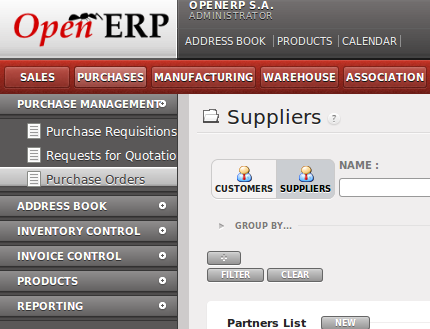 Open ERP
OPENERP S.A.
ADMINISTRATOR
ADDRESS BOOK | PRODUCTS | CALENDAR |
SALES PURCHASES MANUFACTURING WAREHOUSE ASSOCIATION
PURCHASE MANAGEMENT
Purchase Requisitions
Requests for Quotatio
Purchase Orders
ADDRESS BOOK
INVENTORY CONTROL
INVOICE CONTROL
PRODUCTS
REPORTING
Suppliers ?
CUSTOMERS SUPPLIERS
NAME :
GROUP BY...
FILTER CLEAR
Partners List NEW